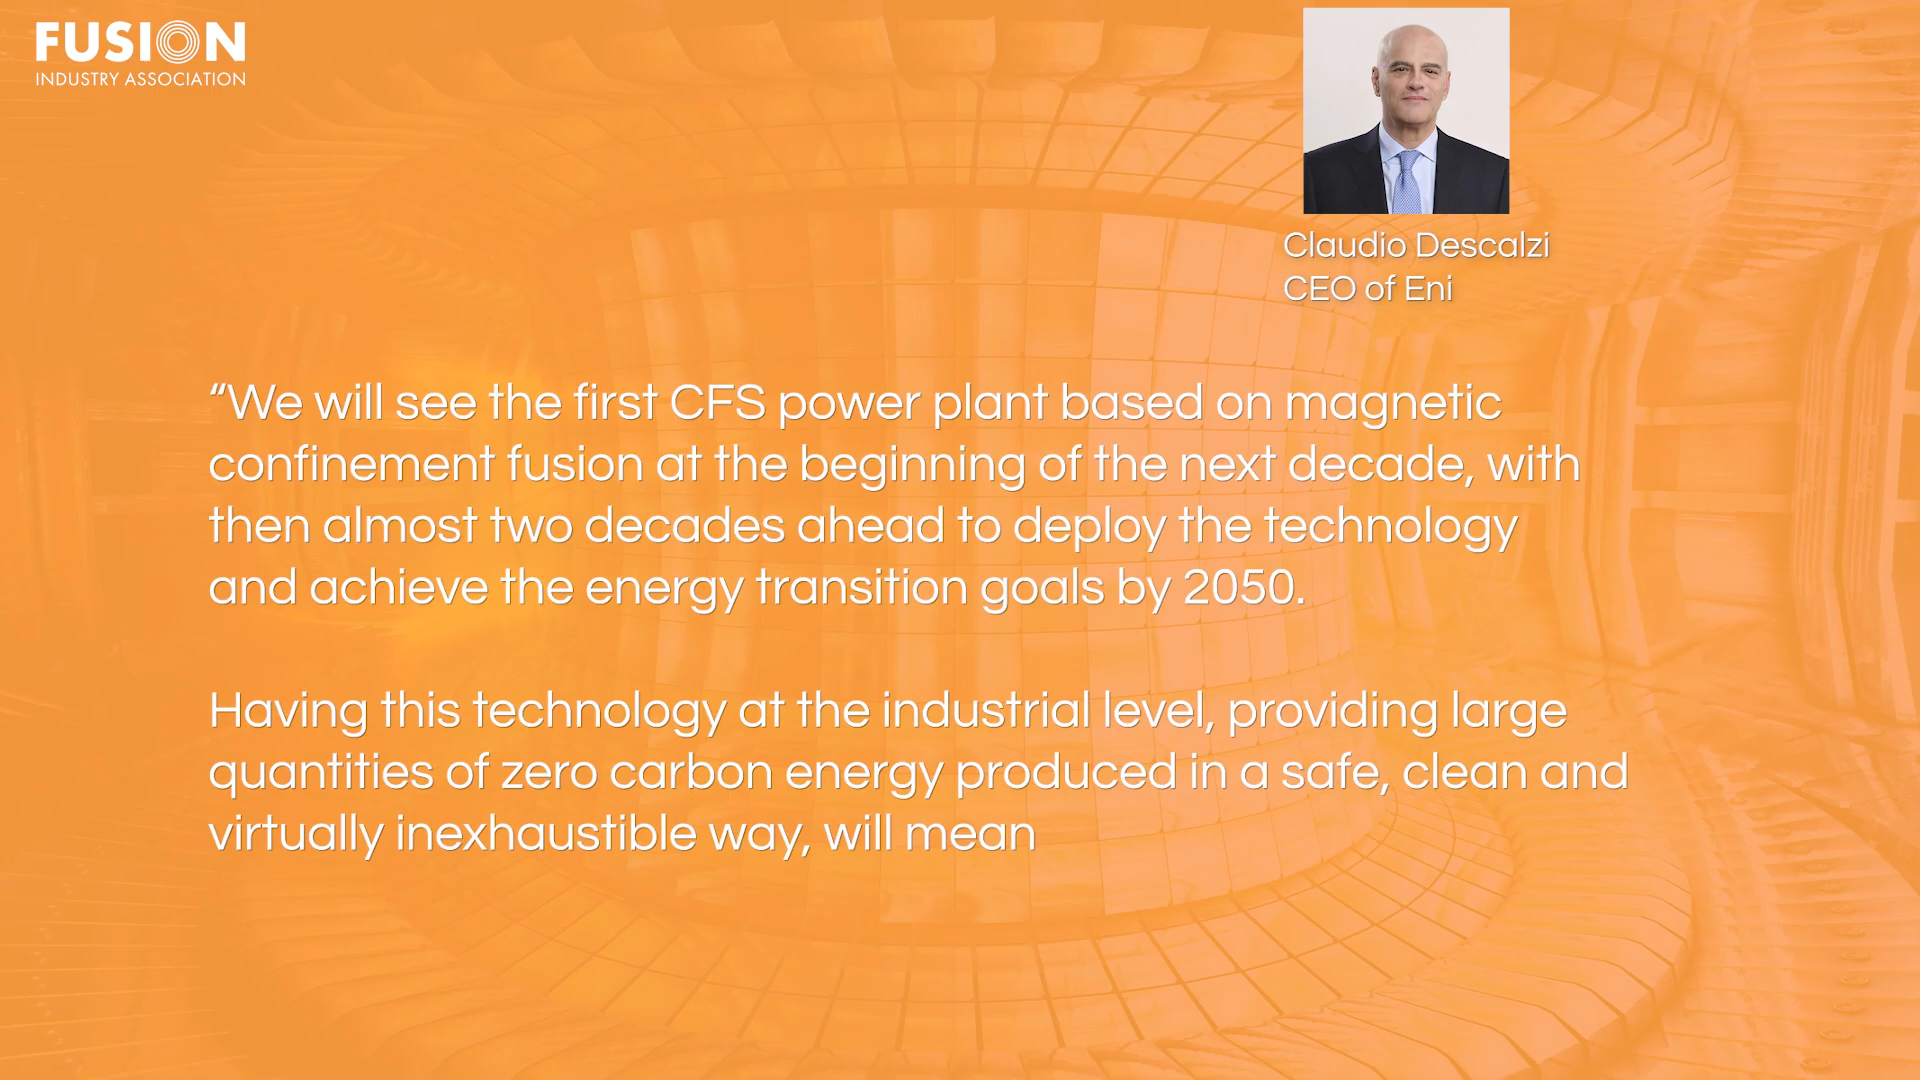 FUSION
INDUSTRY ASSOCIATION
Claudio Descalzi
CEO of Eni
“We will see the first CFS power plant based on magnetic
confinement fusion at the beginning of the next decade, with
then almost two decades ahead to deploy the technology
and achieve the energy transition goals by 2050.
Having this technology at the industrial level, providing large
quantities of zero carbon energy produced in a safe, clean and
virtually inexhaustible way, will mean